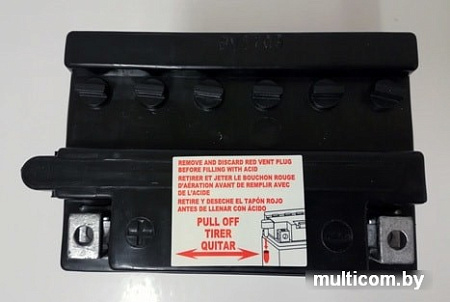 REMOVE AND DISCARD RED VENT PLUG
BEFORE FILLING WITH ACID
RETIRER ET JETER LE BOUCHON ROUGE
D'AÉRATION AVANT DE REMPLIR AVEC
DE L'ACIDE
RETIRE Y DESECHE EL TAPÓN ROJO
ANTES DE LLENAR CON ÁCIDO
PULL OFF
TIRER
QUITAR
multicom.by